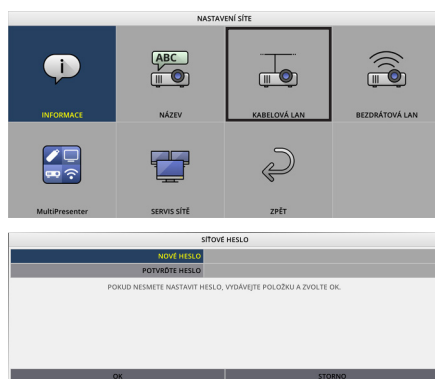 NASTAVENÍ SÍTE
ABC
INFORMACE
NÁZEV
KABELOVÁ LAN
BEZDRÁTOVÁ LAN
MultiPresenter
SERVIS SÍTĚ
ZPĚT
SÍŤOVÉ HESLO
NOVÉ HESLO
POTVRĎTE HESLO
POKUD NESMETE NASTAVIT HESLO, VYDÁVEJTE POLOŽKU A ZVOLTE OK.
OK
STORNO